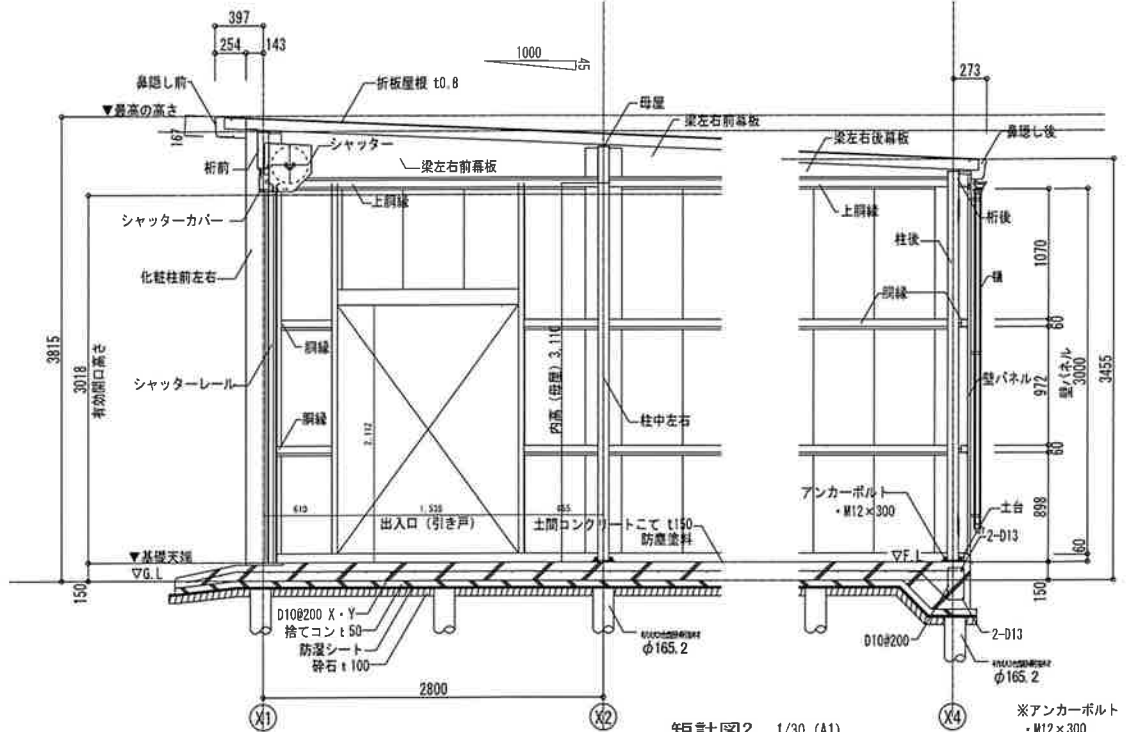 397
254
143
1000
45
273
鼻隠し前
折板屋根 t0.8
母屋
▼最高の高さ
梁左右前幕板
梁左右後幕板
鼻隠し後
167
シャッター
桁前
梁左右前幕板
上胴縁
上胴縁
シャッターカバー
桁後
柱後
化粧柱前左右
1070
樋
胴縁
60
胴縁
3815
3018
有効開口高さ
内高（母屋）3,110
シャッターレール
972
壁パネル
壁パネル
3000
3455
胴縁
柱中左右
2,112
60
アンカーボルト
・M12×300
土台
898
610
1,535
655
出入口（引き戸）
土間コンクリートこて t150
防塵塗料
2-D13
▼基礎天端
▽F.L
60
▽G.L
150
150
D10@200 X・Y
捨てコン t50
防湿シート
砕石 t100
φ165.2
D10@200
2-D13
φ165.2
2800
X1
X2
X4
※アンカーボルト
・M12×300
矩計図2 1/30 (A1)